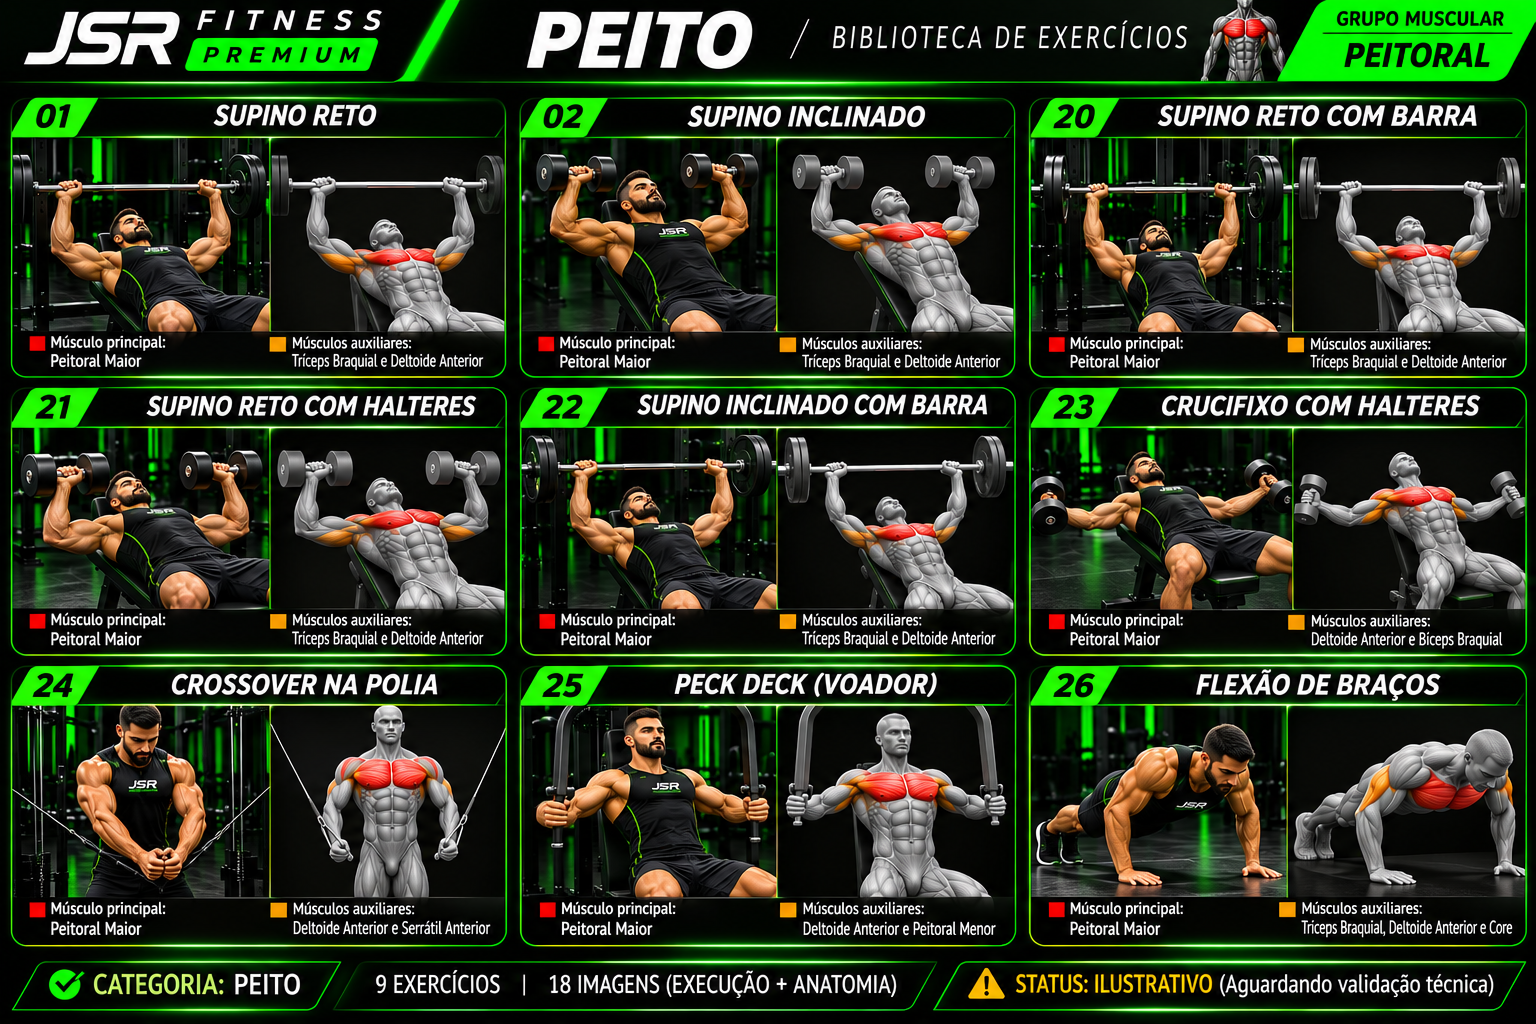 JSR FITNESS
PREMIUM
PEITO / BIBLIOTECA DE EXERCÍCIOS
GRUPO MUSCULAR
PEITORAL
01 SUPINO RETO
JSR
Músculo principal:
Peitoral Maior
Músculos auxiliares:
Tríceps Braquial e Deltoide Anterior
02 SUPINO INCLINADO
JSR
Músculo principal:
Peitoral Maior
Músculos auxiliares:
Tríceps Braquial e Deltoide Anterior
20 SUPINO RETO COM BARRA
JSR
Músculo principal:
Peitoral Maior
Músculos auxiliares:
Tríceps Braquial e Deltoide Anterior
21 SUPINO RETO COM HALTERES
JSR
Músculo principal:
Peitoral Maior
Músculos auxiliares:
Tríceps Braquial e Deltoide Anterior
22 SUPINO INCLINADO COM BARRA
JSR
Músculo principal:
Peitoral Maior
Músculos auxiliares:
Tríceps Braquial e Deltoide Anterior
23 CRUCIFIXO COM HALTERES
JSR
Músculo principal:
Peitoral Maior
Músculos auxiliares:
Deltoide Anterior e Bíceps Braquial
24 CROSSOVER NA POLIA
JSR
Músculo principal:
Peitoral Maior
Músculos auxiliares:
Deltoide Anterior e Serrátil Anterior
25 PECK DECK (VOADOR)
JSR
Músculo principal:
Peitoral Maior
Músculos auxiliares:
Deltoide Anterior e Peitoral Menor
26 FLEXÃO DE BRAÇOS
JSR
Músculo principal:
Peitoral Maior
Músculos auxiliares:
Tríceps Braquial, Deltoide Anterior e Core
CATEGORIA: PEITO
9 EXERCÍCIOS | 18 IMAGENS (EXECUÇÃO + ANATOMIA)
STATUS: ILUSTRATIVO (Aguardando validação técnica)